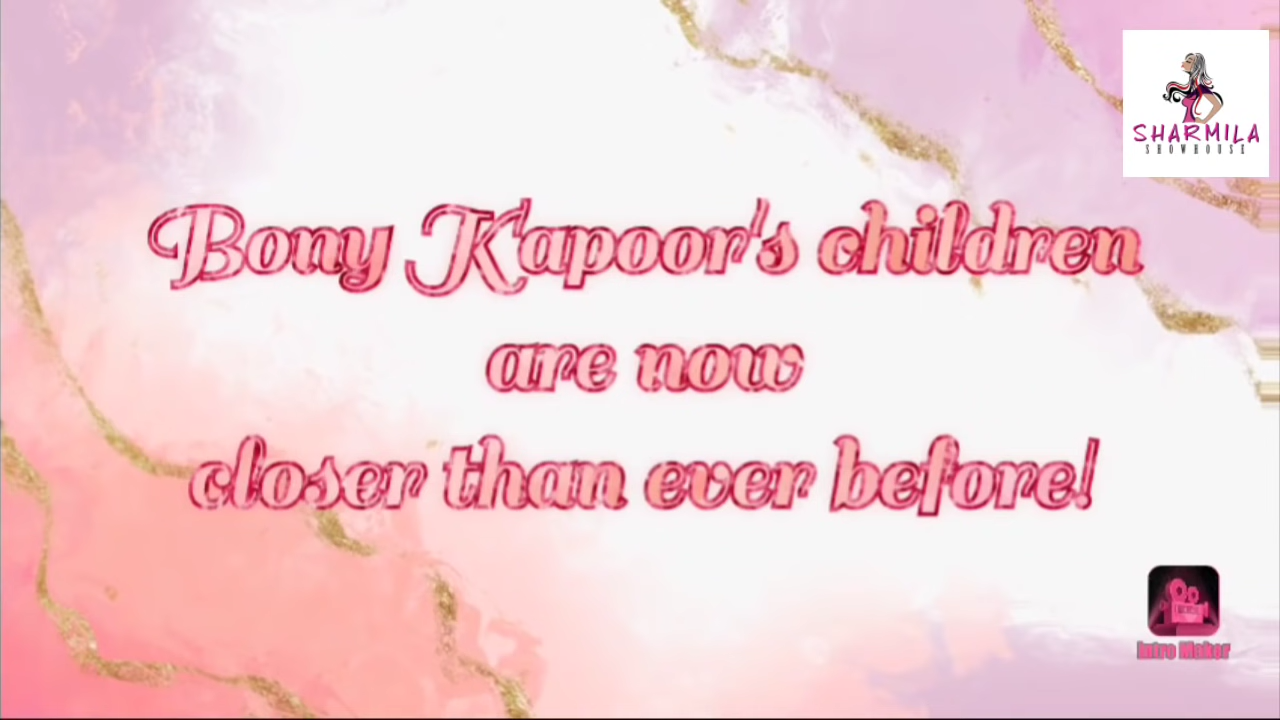 SHARMILA
SHOWHOUSE
Bony Kapoor's children
are now
closer than ever before!
Intro Maker